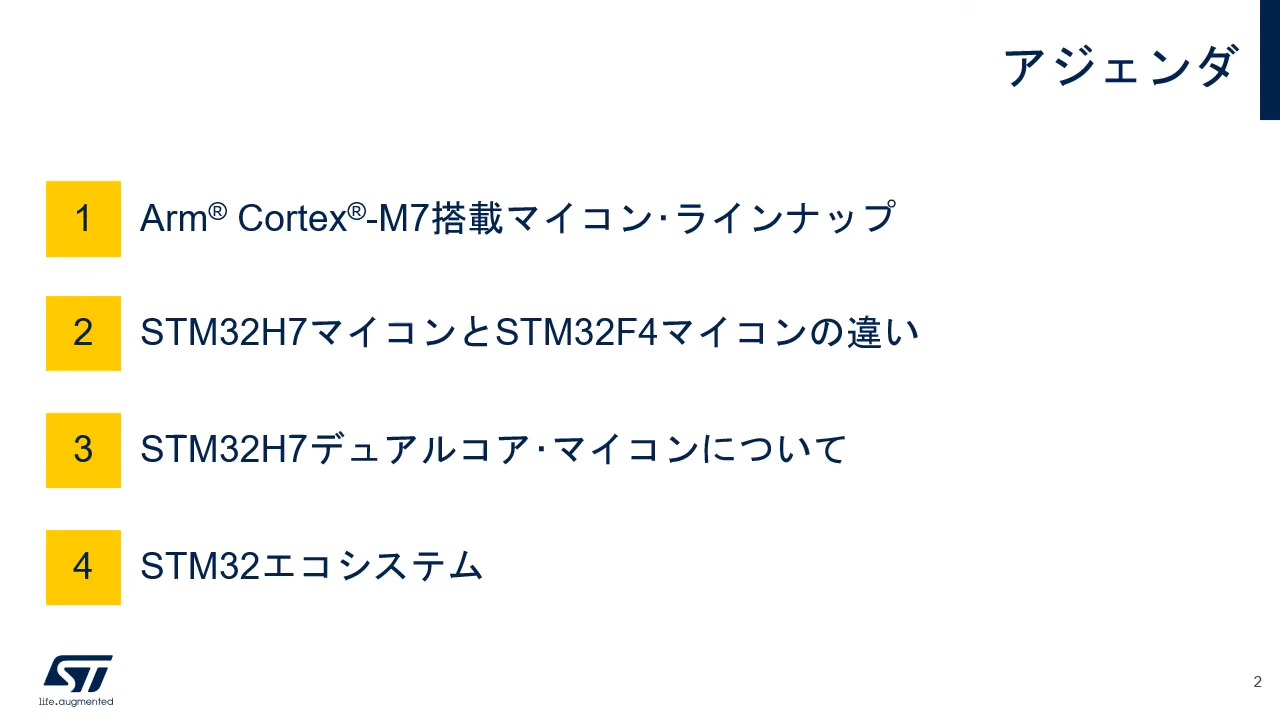 アジェンダ
1 Arm® Cortex®-M7搭載マイコン･ラインナップ
2 STM32H7マイコンとSTM32F4マイコンの違い
3 STM32H7デュアルコア･マイコンについて
4 STM32エコシステム
ST
life.augmented
2